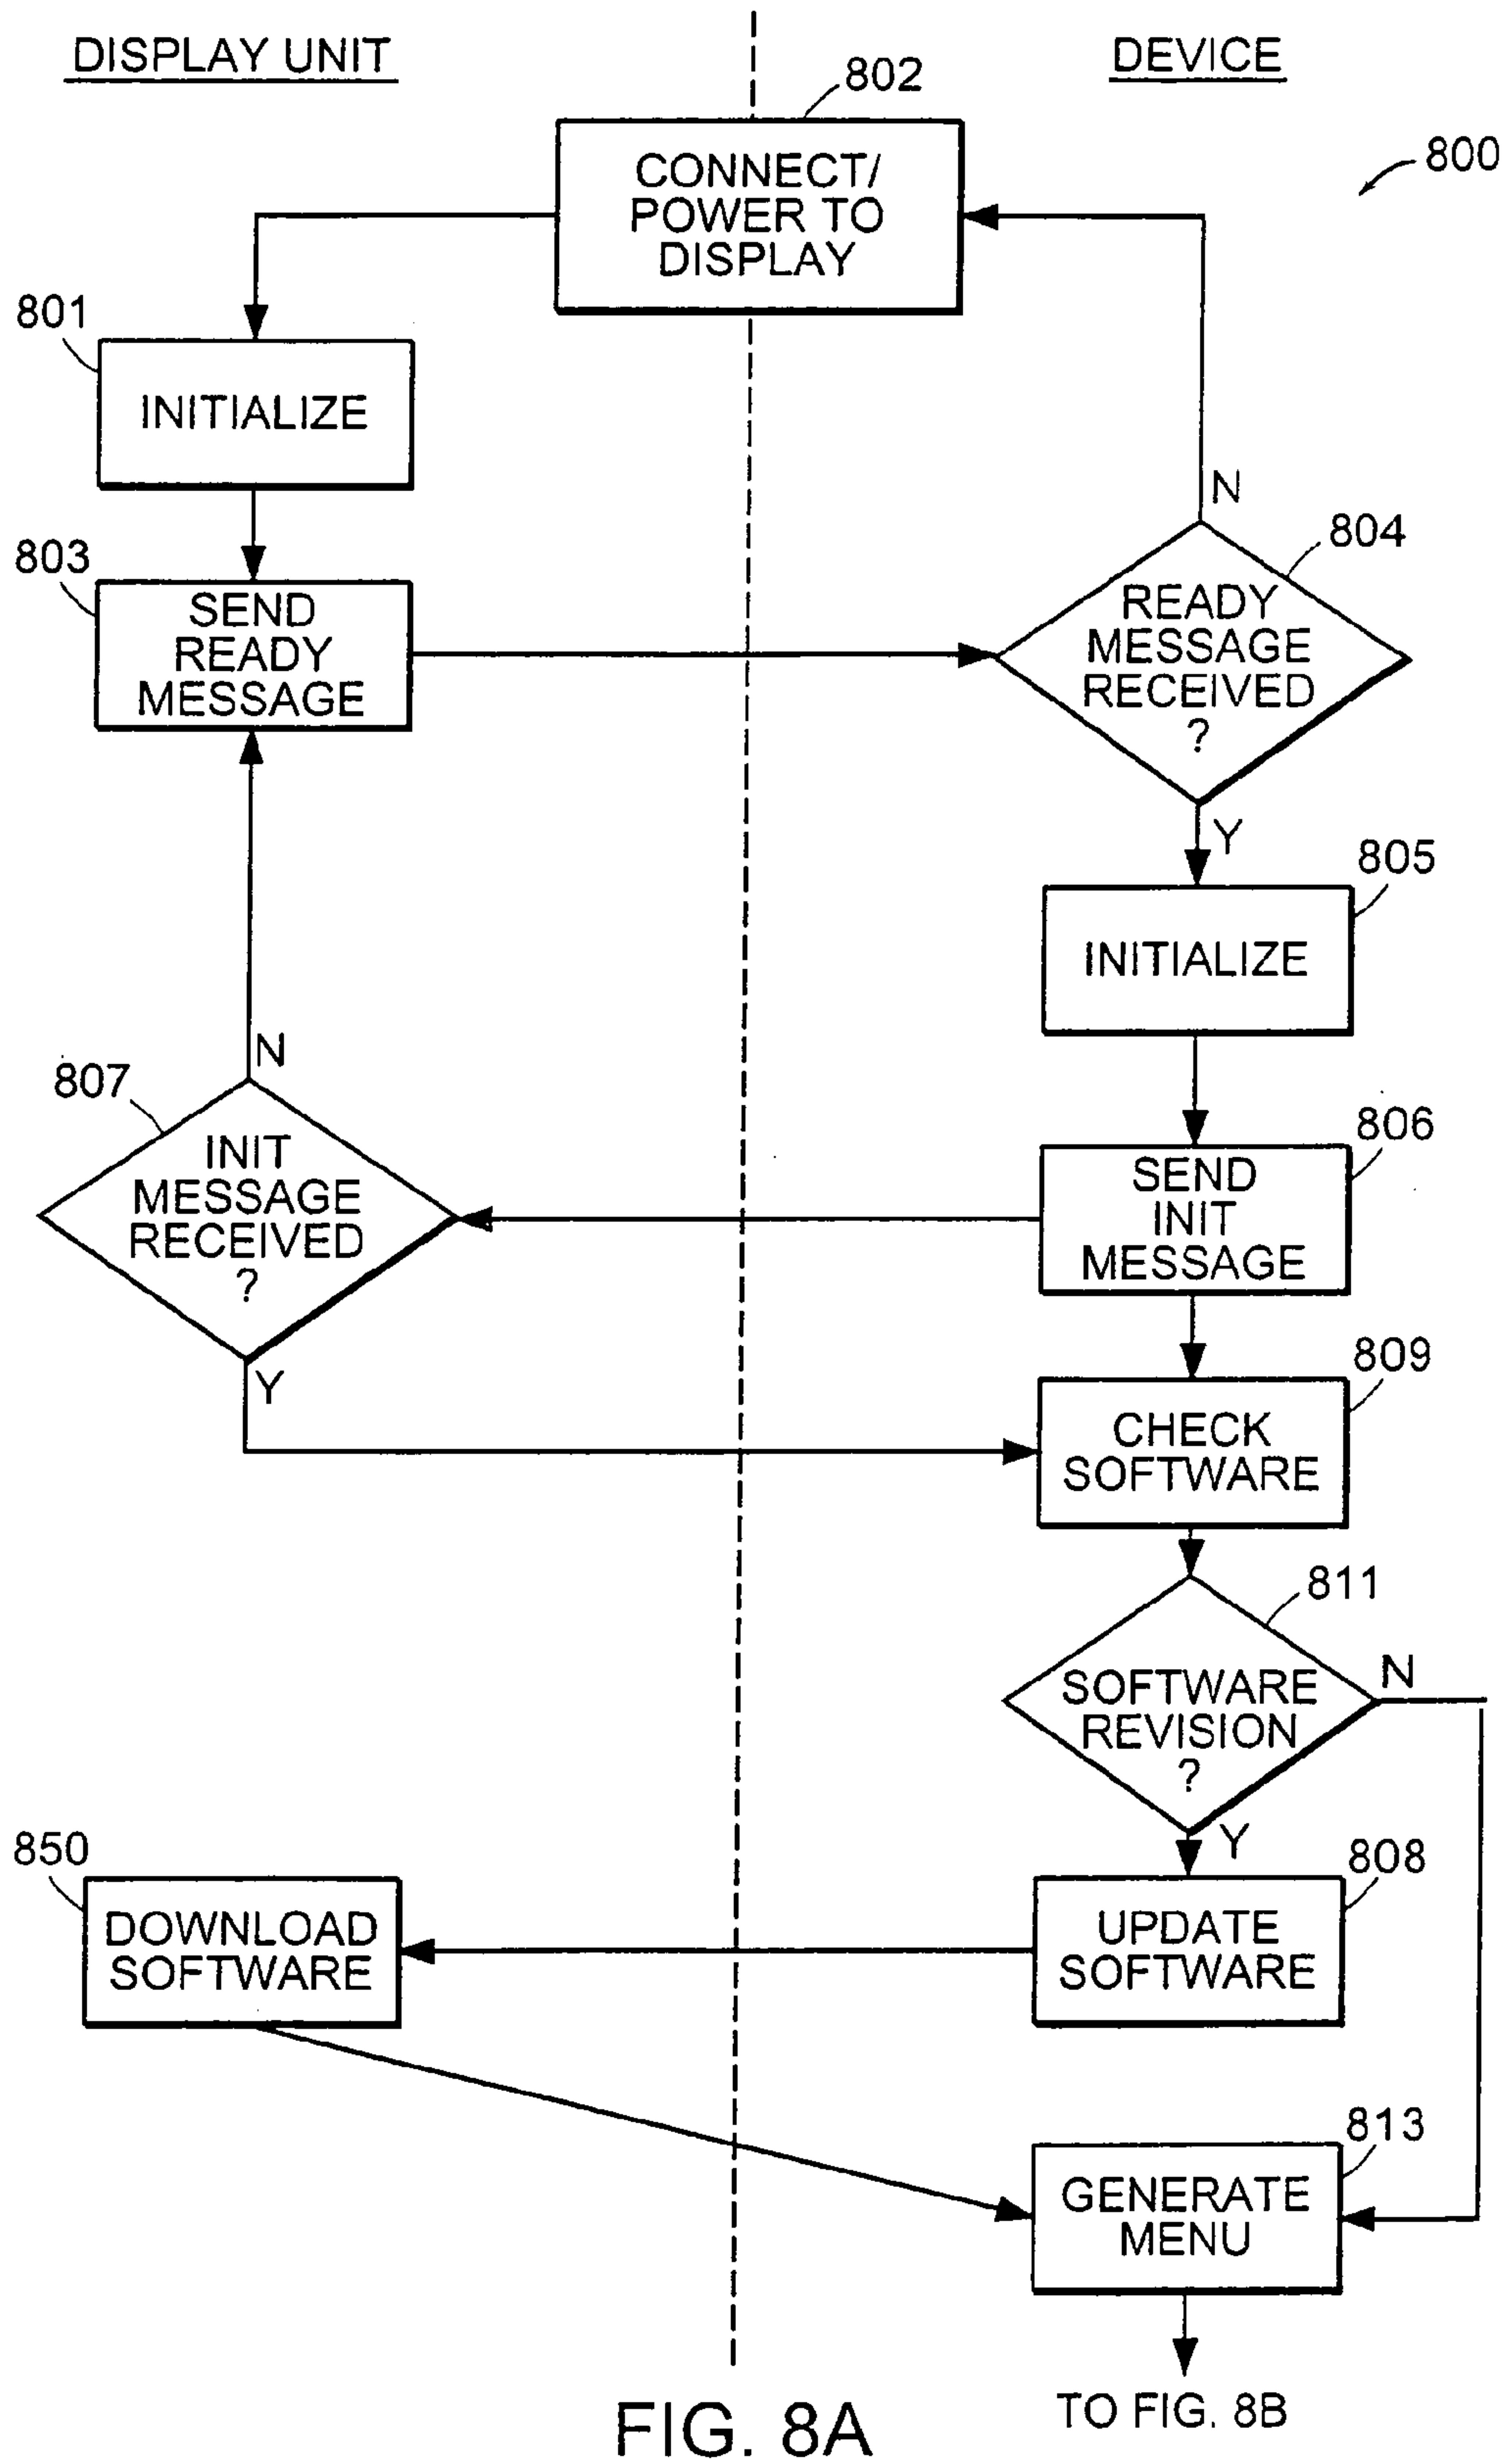 DISPLAY UNIT
DEVICE
802
800
CONNECT/
POWER TO
DISPLAY
801
INITIALIZE
N
804
803
SEND
READY
MESSAGE
READY
MESSAGE
RECEIVED
?
Y
805
INITIALIZE
N
807
INIT
MESSAGE
RECEIVED
?
806
SEND
INIT
MESSAGE
Y
809
CHECK
SOFTWARE
811
SOFTWARE
REVISION
?
N
Y
850
DOWNLOAD
SOFTWARE
808
UPDATE
SOFTWARE
813
GENERATE
MENU
TO FIG. 8B
FIG. 8A